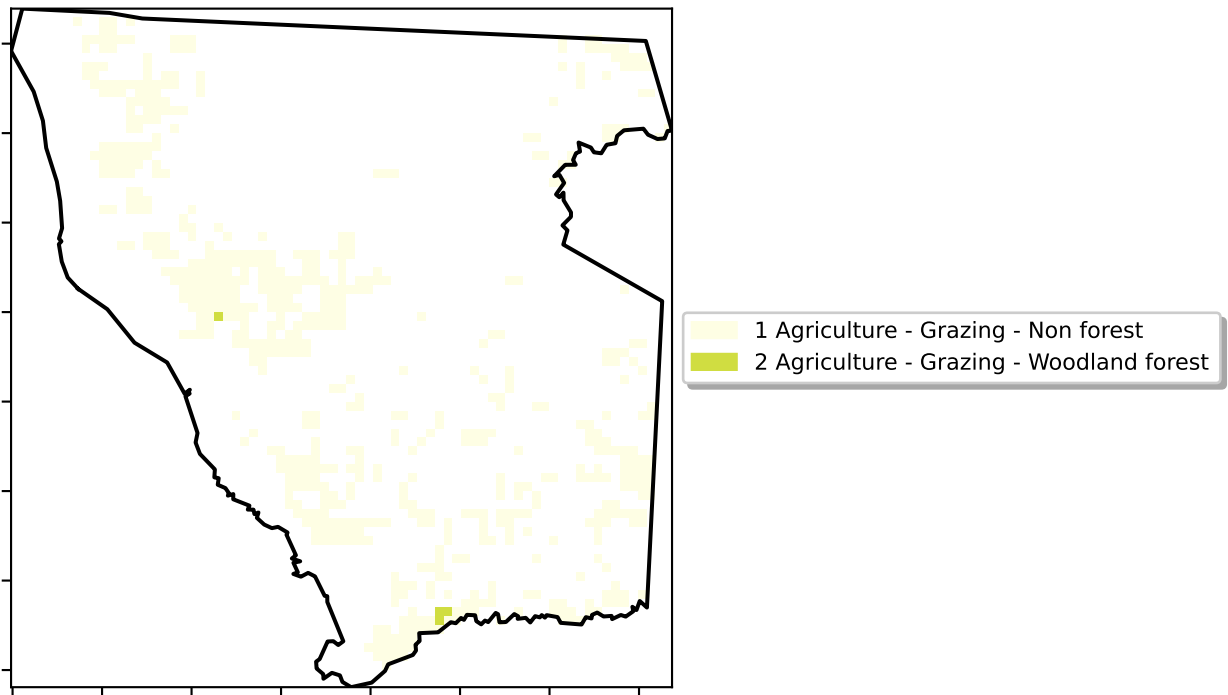 1 Agriculture - Grazing - Non forest
2 Agriculture - Grazing - Woodland forest